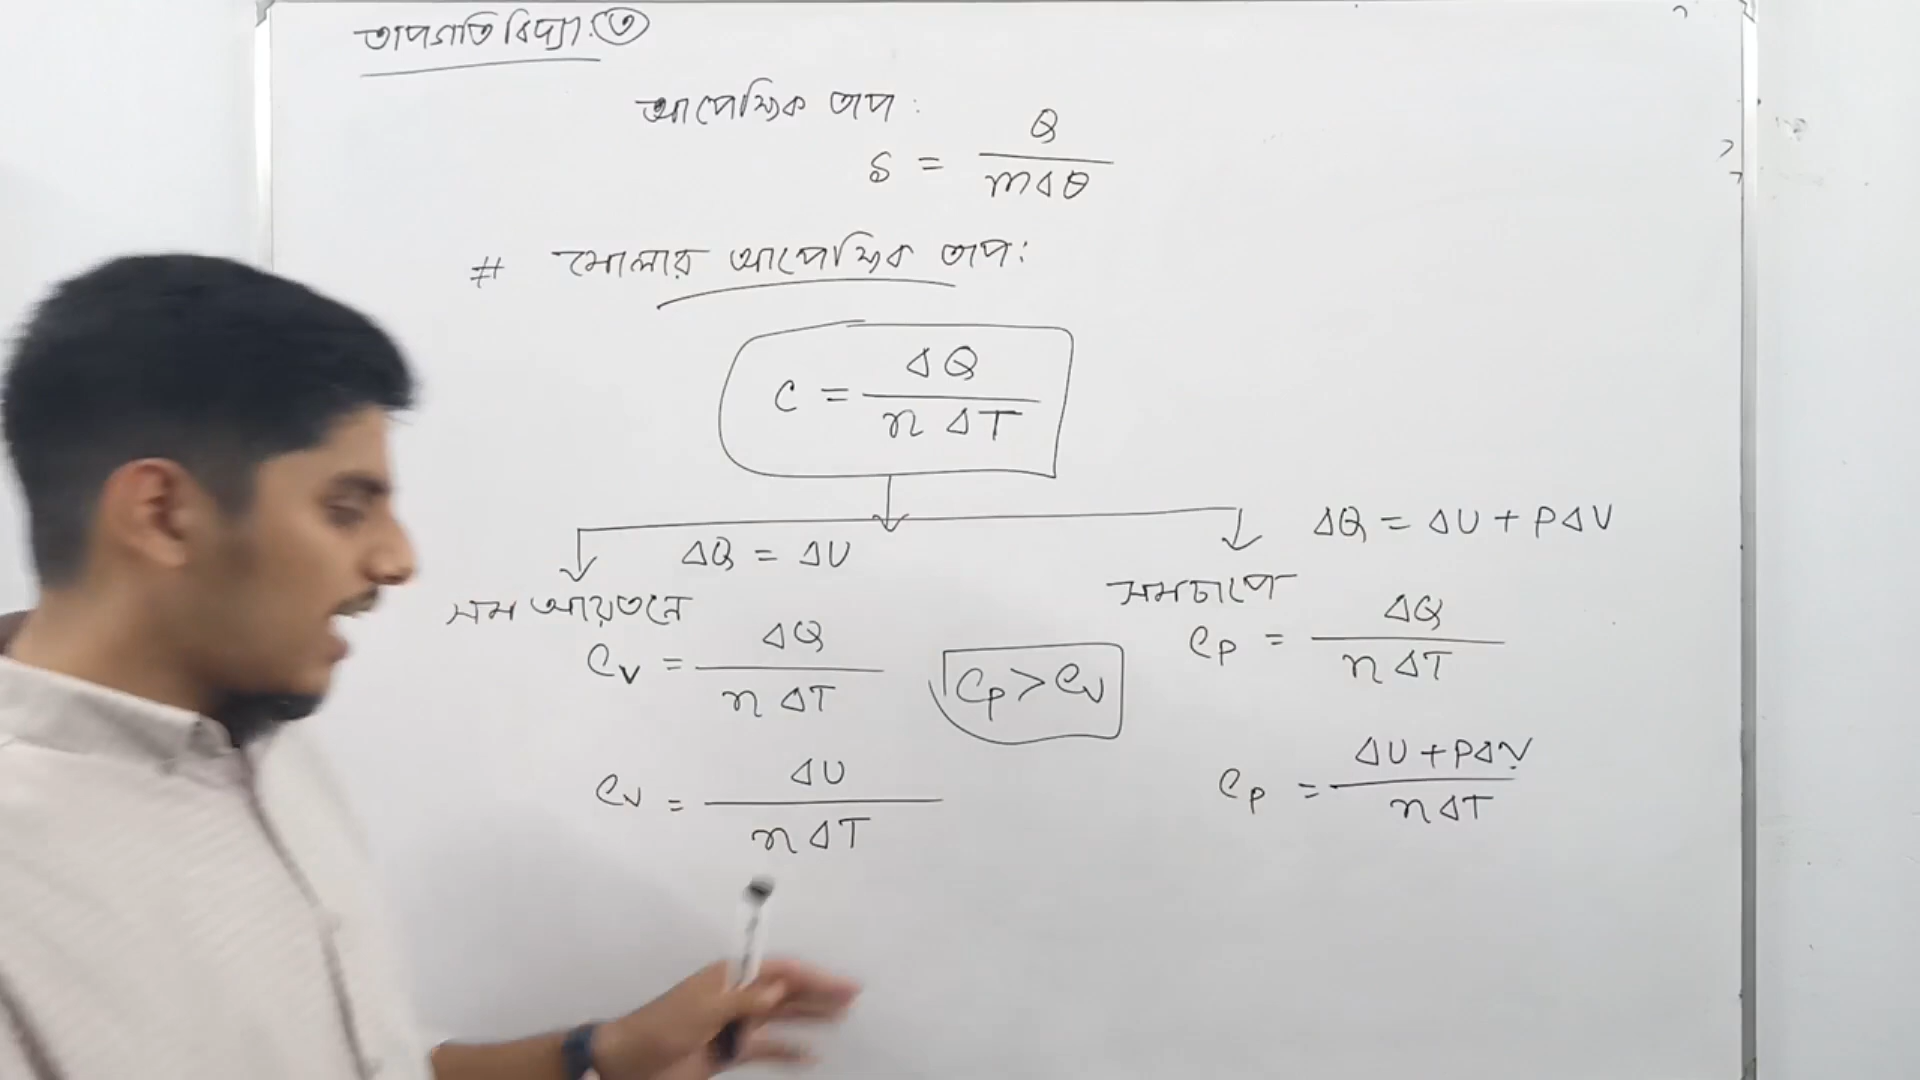 তাপগতি বিদ্যা: ৩
আপেক্ষিক তাপ:
S = Q / mΔθ
# মোলার আপেক্ষিক তাপ:
C = ΔQ / nΔT
ΔQ = ΔU
ΔQ = ΔU + PΔV
সম আয়তনে
সমচাপে
Cv = ΔQ / nΔT
Cp > Cv
Cp = ΔQ / nΔT
Cv = ΔU / nΔT
Cp = ΔU + PΔV / nΔT